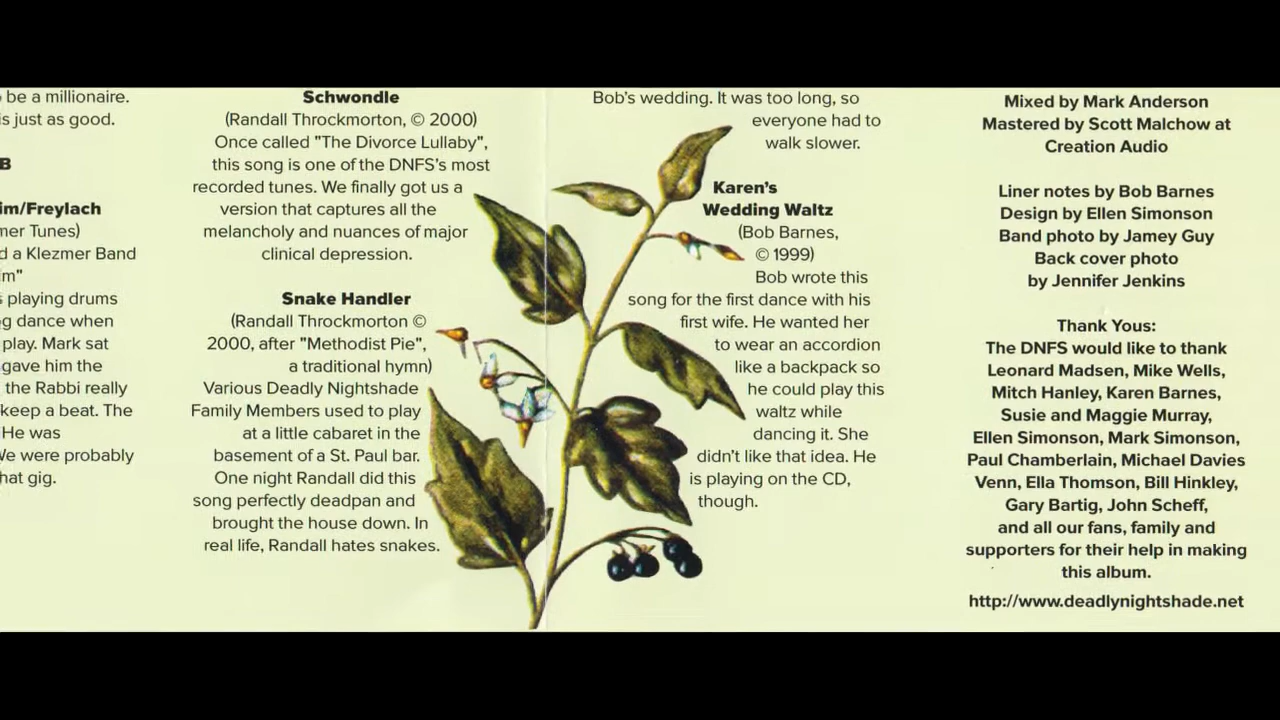 be a millionaire.
is just as good.
B
im/Freylach
mer Tunes)
d a Klezmer Band
im"
s playing drums
g dance when
play. Mark sat
gave him the
the Rabbi really
keep a beat. The
He was
We were probably
hat gig.
Schwondle
(Randall Throckmorton, © 2000)
Once called "The Divorce Lullaby",
this song is one of the DNFS's most
recorded tunes. We finally got us a
version that captures all the
melancholy and nuances of major
clinical depression.
Snake Handler
(Randall Throckmorton ©
2000, after "Methodist Pie",
a traditional hymn)
Various Deadly Nightshade
Family Members used to play
at a little cabaret in the
basement of a St. Paul bar.
One night Randall did this
song perfectly deadpan and
brought the house down. In
real life, Randall hates snakes.
Bob's wedding. It was too long, so
everyone had to
walk slower.
Karen's
Wedding Waltz
(Bob Barnes,
© 1999)
Bob wrote this
song for the first dance with his
first wife. He wanted her
to wear an accordion
like a backpack so
he could play this
waltz while
dancing it. She
didn't like that idea. He
is playing on the CD,
though.
Mixed by Mark Anderson
Mastered by Scott Malchow at
Creation Audio
Liner notes by Bob Barnes
Design by Ellen Simonson
Band photo by Jamey Guy
Back cover photo
by Jennifer Jenkins
Thank Yous:
The DNFS would like to thank
Leonard Madsen, Mike Wells,
Mitch Hanley, Karen Barnes,
Susie and Maggie Murray,
Ellen Simonson, Mark Simonson,
Paul Chamberlain, Michael Davies
Venn, Ella Thomson, Bill Hinkley,
Gary Bartig, John Scheff,
and all our fans, family and
supporters for their help in making
this album.
http://www.deadlynightshade.net